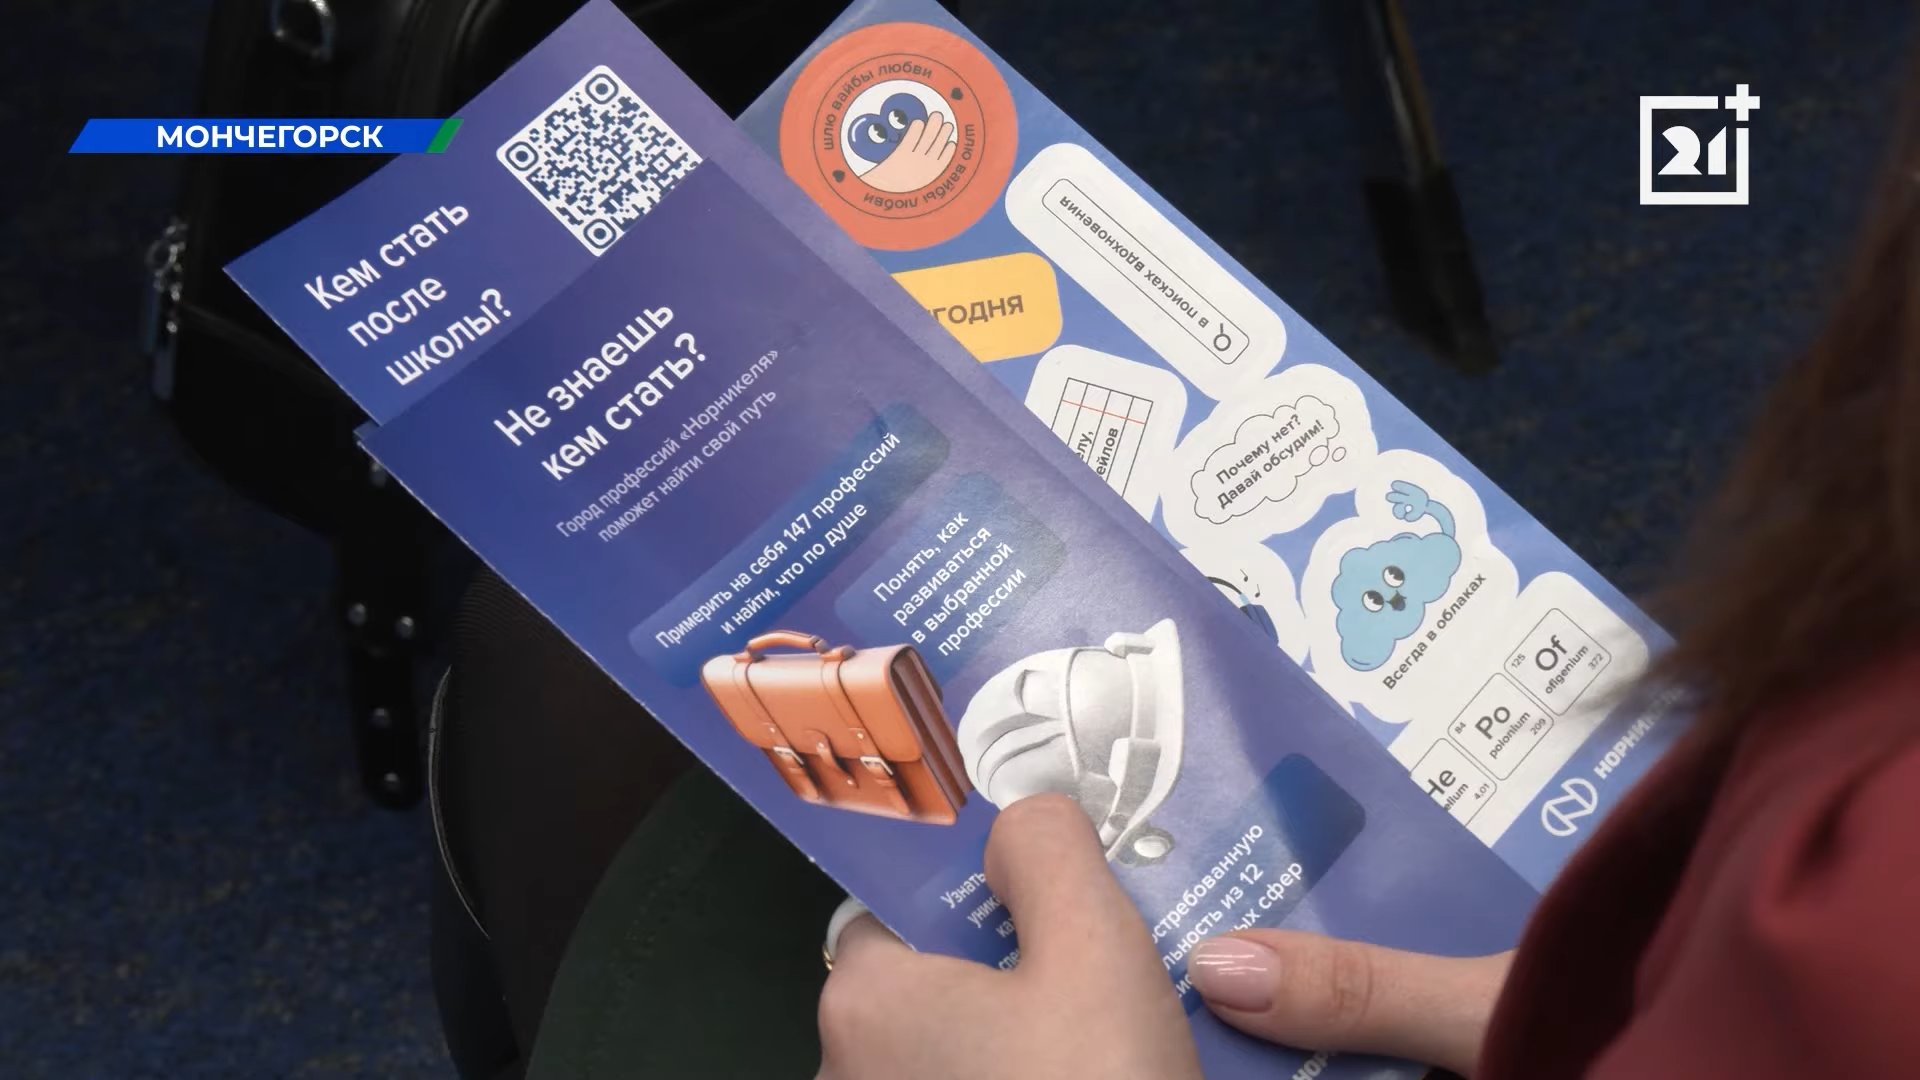 МОНЧЕГОРСК
21+
Кем стать
после
школы?
Не знаешь
кем стать?
Город профессий «Норникеля»
поможет найти свой путь
Примерить на себя 147 профессий
и найти, что по душе
Понять, как
развиваться
в выбранной
профессии
Узнать
из 12
сфер
шлю вайбы любви
шлю вайбы любви
в поисках вдохновения
Почему нет?
Давай обсудим!
Всегда в облаках
125
Of
ofigenium
372
84
Po
polonium
209
He
4,01